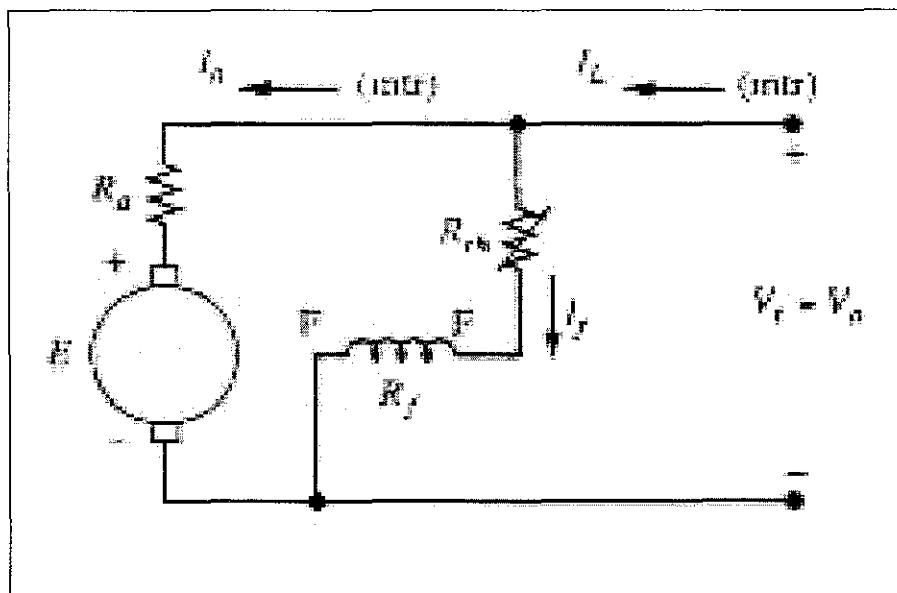 I_a (mtr) I_L (mtr)
+
R_a
R_rh
+
F F I_f V_t = V_a
E
R_f
− −